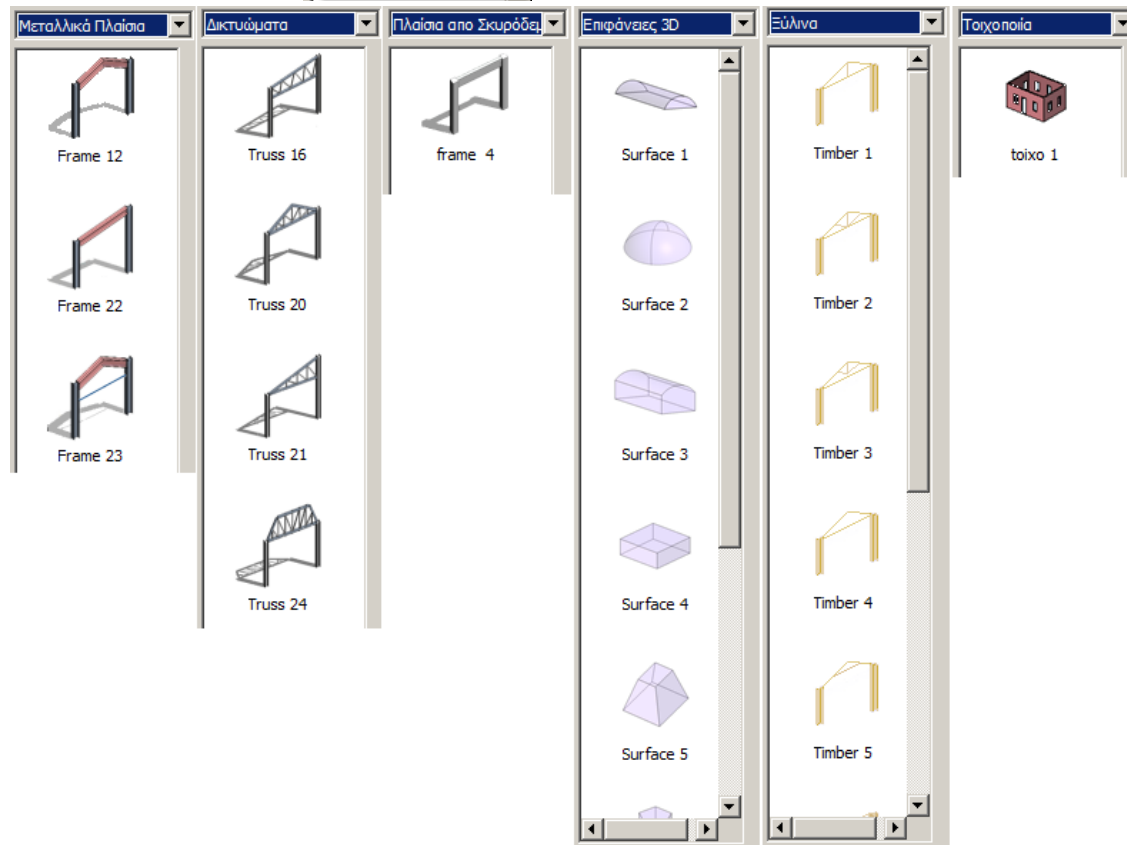 Μεταλλικά Πλαίσια
Frame 12
Frame 22
Frame 23
Δικτυώματα
Truss 16
Truss 20
Truss 21
Truss 24
Πλαίσια απο Σκυρόδεμ
frame 4
Επιφάνειες 3D
Surface 1
Surface 2
Surface 3
Surface 4
Surface 5
Ξύλινα
Timber 1
Timber 2
Timber 3
Timber 4
Timber 5
Τοιχοποιία
toixo 1